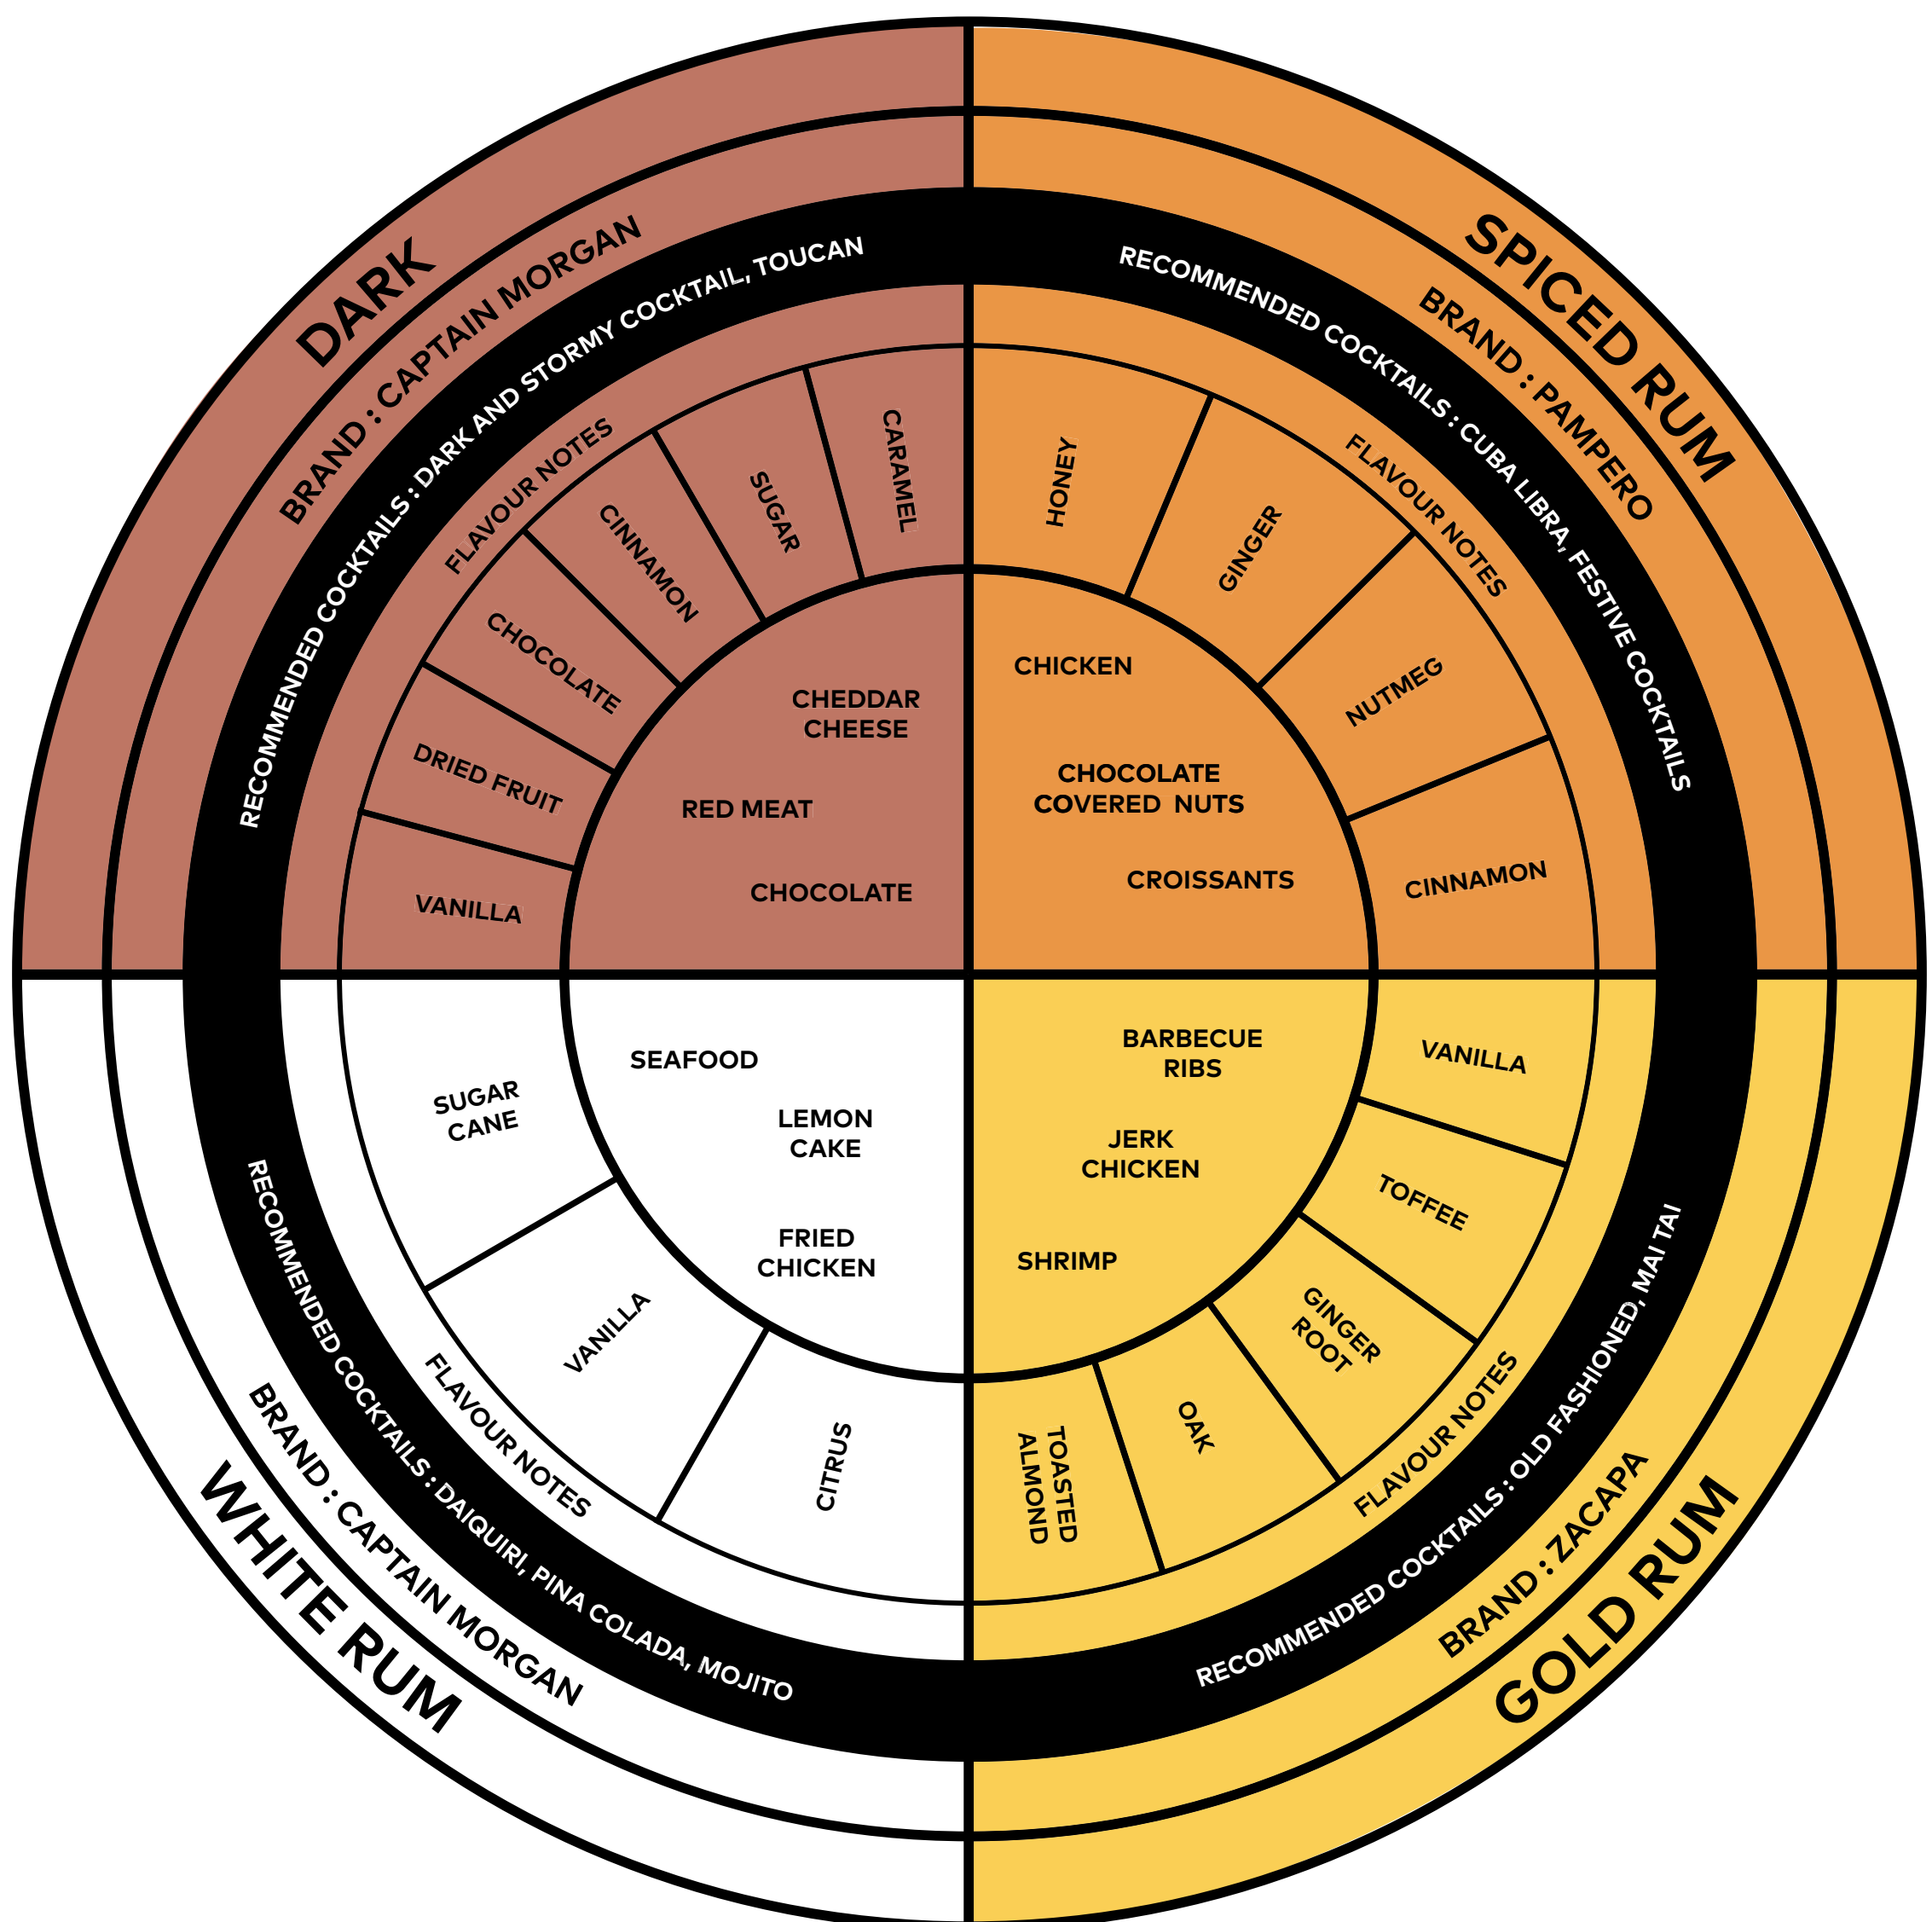 DARK
BRAND : CAPTAIN MORGAN
RECOMMENDED COCKTAILS : DARK AND STORMY COCKTAIL, TOUCAN
FLAVOUR NOTES
VANILLA
DRIED FRUIT
CHOCOLATE
CINNAMON
SUGAR
CARAMEL
CHEDDAR
CHEESE
RED MEAT
CHOCOLATE
SPICED RUM
BRAND : PAMPERO
RECOMMENDED COCKTAILS : CUBA LIBRA, FESTIVE COCKTAILS
FLAVOUR NOTES
HONEY
GINGER
NUTMEG
CINNAMON
CHICKEN
CHOCOLATE
COVERED NUTS
CROISSANTS
WHITE RUM
BRAND : CAPTAIN MORGAN
RECOMMENDED COCKTAILS : DAIQUIRI, PINA COLADA, MOJITO
FLAVOUR NOTES
SUGAR
CANE
VANILLA
CITRUS
SEAFOOD
LEMON
CAKE
FRIED
CHICKEN
GOLD RUM
BRAND : ZACAPA
RECOMMENDED COCKTAILS : OLD FASHIONED, MAI TAI
FLAVOUR NOTES
VANILLA
TOFFEE
GINGER
ROOT
OAK
TOASTED
ALMOND
BARBECUE
RIBS
JERK
CHICKEN
SHRIMP